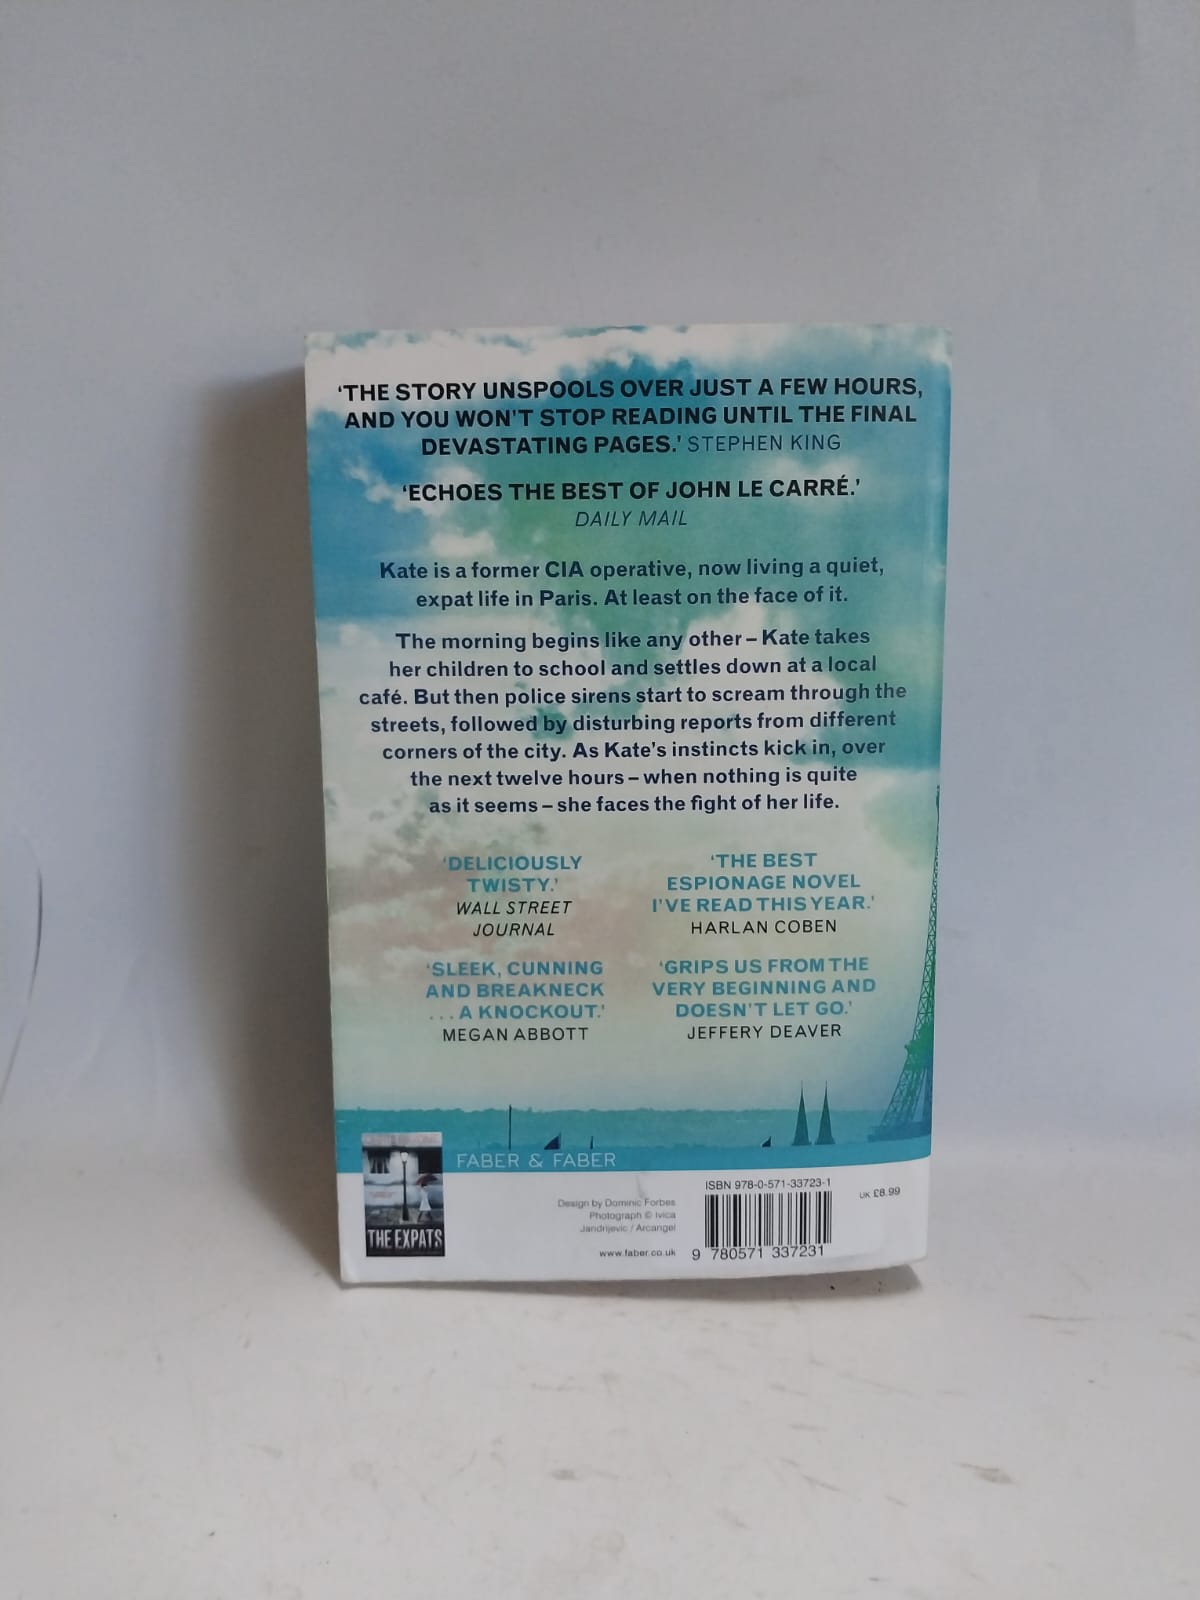 ‘THE STORY UNSPOOLS OVER JUST A FEW HOURS,
AND YOU WON'T STOP READING UNTIL THE FINAL
DEVASTATING PAGES.’ STEPHEN KING
‘ECHOES THE BEST OF JOHN LE CARRÉ.’
DAILY MAIL
Kate is a former CIA operative, now living a quiet,
expat life in Paris. At least on the face of it.
The morning begins like any other – Kate takes
her children to school and settles down at a local
café. But then police sirens start to scream through the
streets, followed by disturbing reports from different
corners of the city. As Kate's instincts kick in, over
the next twelve hours – when nothing is quite
as it seems – she faces the fight of her life.
‘DELICIOUSLY
TWISTY.’
WALL STREET
JOURNAL
‘THE BEST
ESPIONAGE NOVEL
I'VE READ THIS YEAR.’
HARLAN COBEN
‘SLEEK, CUNNING
AND BREAKNECK
. . . A KNOCKOUT.’
MEGAN ABBOTT
‘GRIPS US FROM THE
VERY BEGINNING AND
DOESN'T LET GO.’
JEFFERY DEAVER
THE EXPATS
FABER & FABER
Design by Dominic Forbes
Photograph © Ivica
Jandrijevic / Arcangel
www.faber.co.uk
ISBN 978-0-571-33723-1
9 780571 337231
UK £8.99